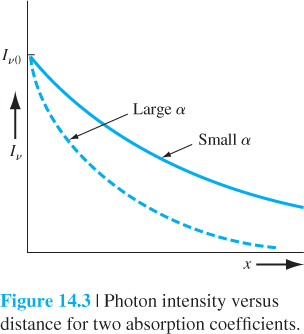 I_ν0
Large α
Small α
I_ν
x
Figure 14.3 | Photon intensity versus
distance for two absorption coefficients.